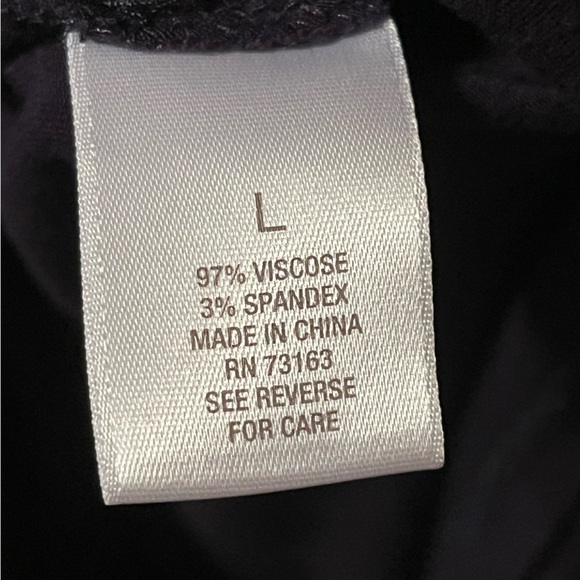 L
97% VISCOSE
3% SPANDEX
MADE IN CHINA
RN 73163
SEE REVERSE
FOR CARE